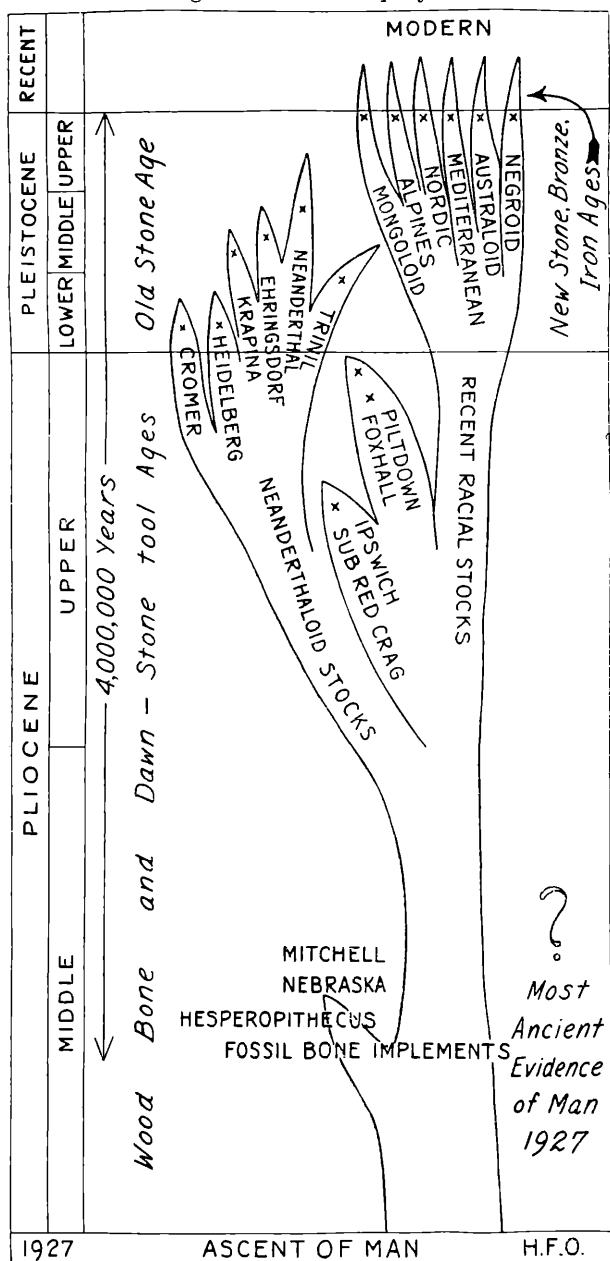 MODERN
RECENT
PLEISTOCENE
UPPER
MIDDLE
LOWER
PLIOCENE
UPPER
MIDDLE
4,000,000 Years
Old Stone Age
Wood Bone and Dawn – Stone tool Ages
New Stone, Bronze,
Iron Ages
CROMER
HEIDELBERG
KRAPINA
EHRINGSDORF
NEANDERTHAL
TRINIL
MONGOLOID
ALPINES
NORDIC
MEDITERRANEAN
AUSTRALOID
NEGROID
PILTDOWN
FOXHALL
IPSWICH
SUB RED CRAG
NEANDERTHALOID STOCKS
RECENT RACIAL STOCKS
MITCHELL
NEBRASKA
HESPEROPITHECUS
FOSSIL BONE IMPLEMENTS
?
Most
Ancient
Evidence
of Man
1927
1927 ASCENT OF MAN H.F.O.